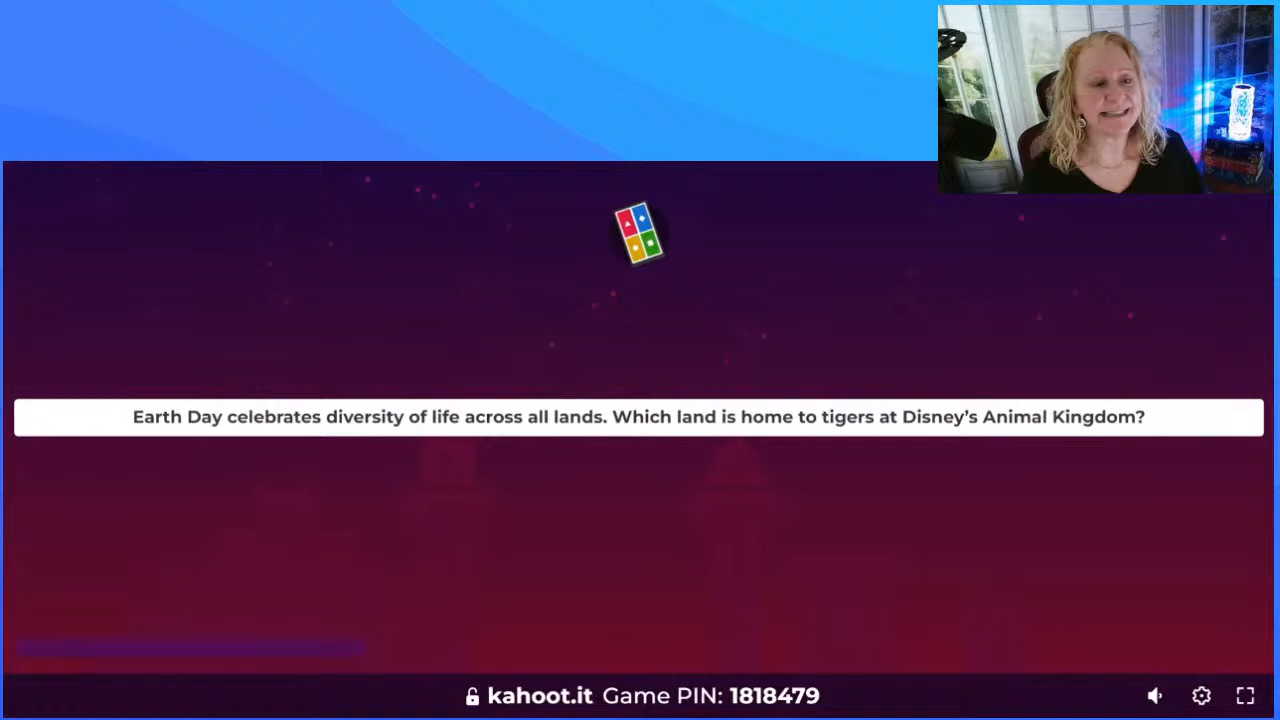 Earth Day celebrates diversity of life across all lands. Which land is home to tigers at Disney’s Animal Kingdom?
kahoot.it Game PIN: 1818479